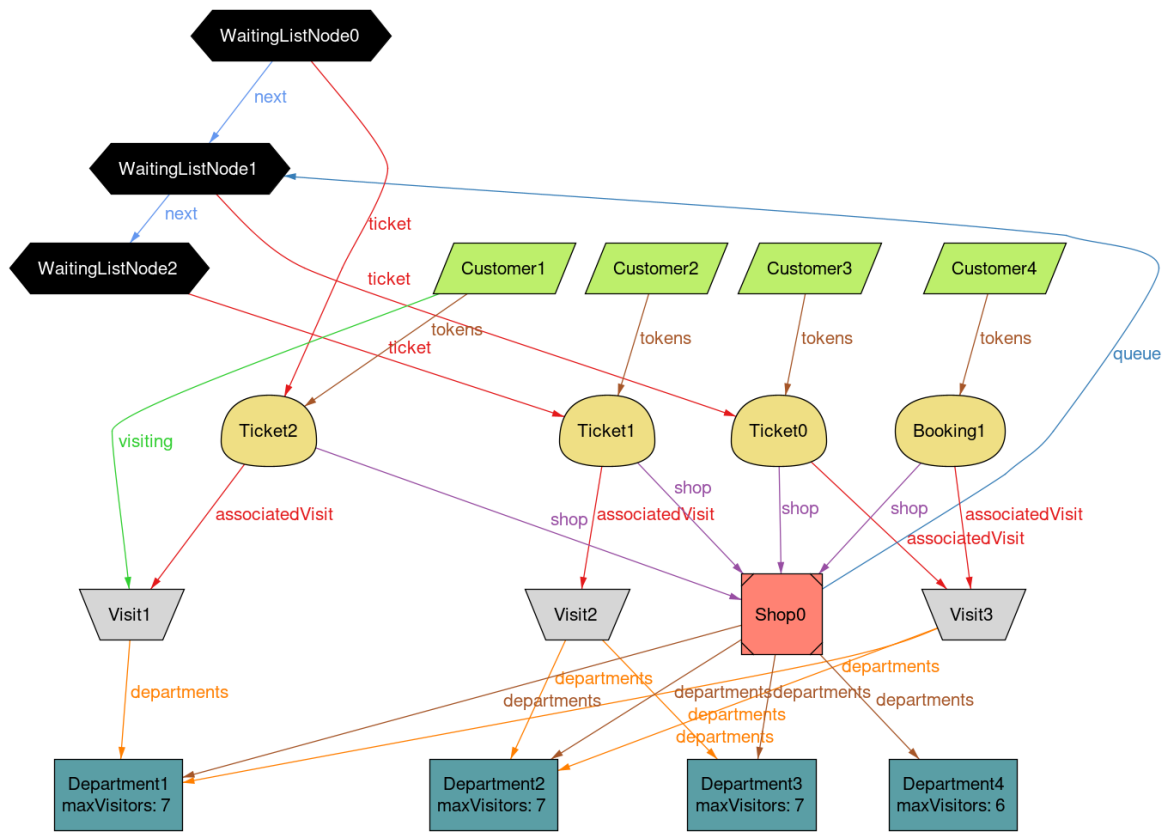 WaitingListNode0
next
WaitingListNode1
next
ticket
WaitingListNode2
Customer1
Customer2
Customer3
Customer4
ticket
tokens
tokens
tokens
tokens
ticket
queue
visiting
Ticket2
Ticket1
Ticket0
Booking1
shop
associatedVisit
shop
associatedVisit
shop
shop
associatedVisit
associatedVisit
Visit1
Visit2
Shop0
Visit3
departments
departments
departments
departments
departments
departments
departments
departments
departments
Department1
maxVisitors: 7
Department2
maxVisitors: 7
Department3
maxVisitors: 7
Department4
maxVisitors: 6